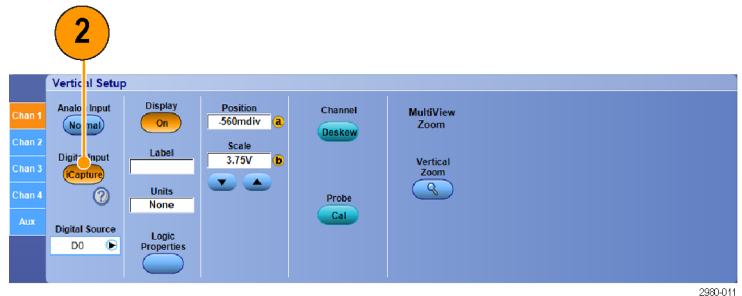 2
Vertical Setup
Chan 1
Chan 2
Chan 3
Chan 4
Aux
Analog Input
Normal
Digital Input
iCapture
?
Digital Source
D0
Display
On
Label
Units
None
Logic
Properties
Position
-560mdiv
a
Scale
3.75V
b
Channel
Deskew
Probe
Cal
MultiView
Zoom
Vertical
Zoom
2980-011